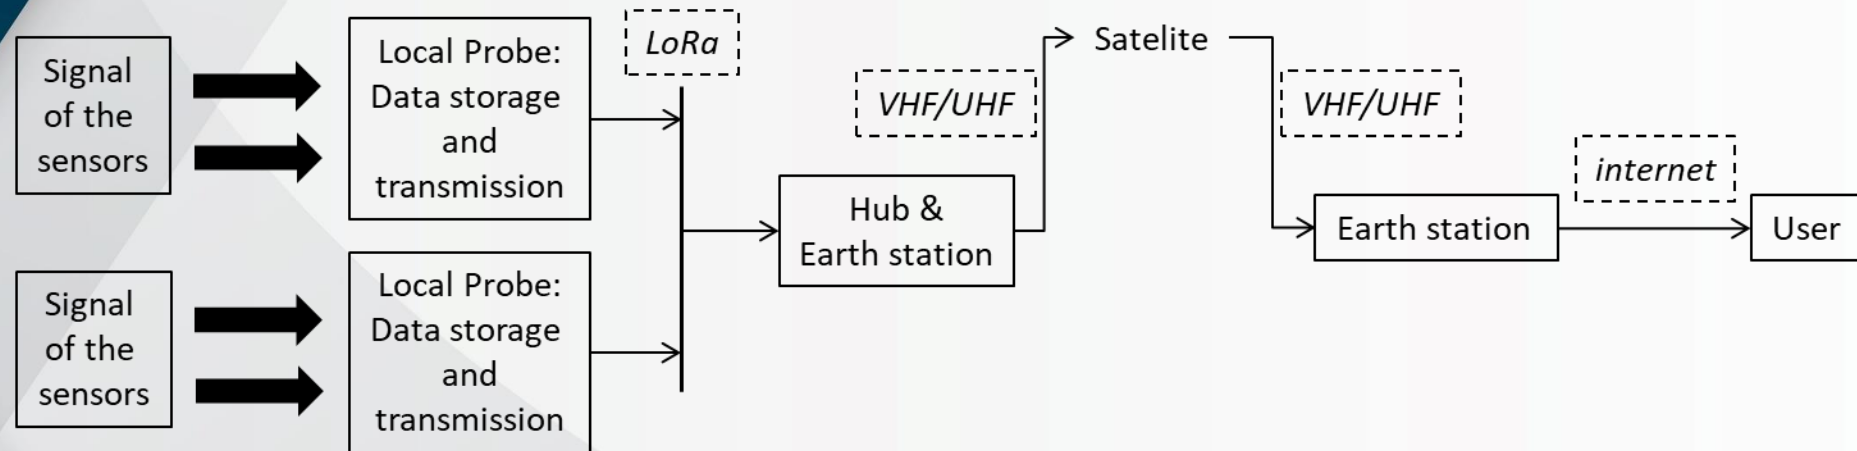 Signal
of the
sensors
Local Probe:
Data storage
and
transmission
LoRa
Signal
of the
sensors
Local Probe:
Data storage
and
transmission
Hub &
Earth station
VHF/UHF
Satelite
VHF/UHF
Earth station
internet
User